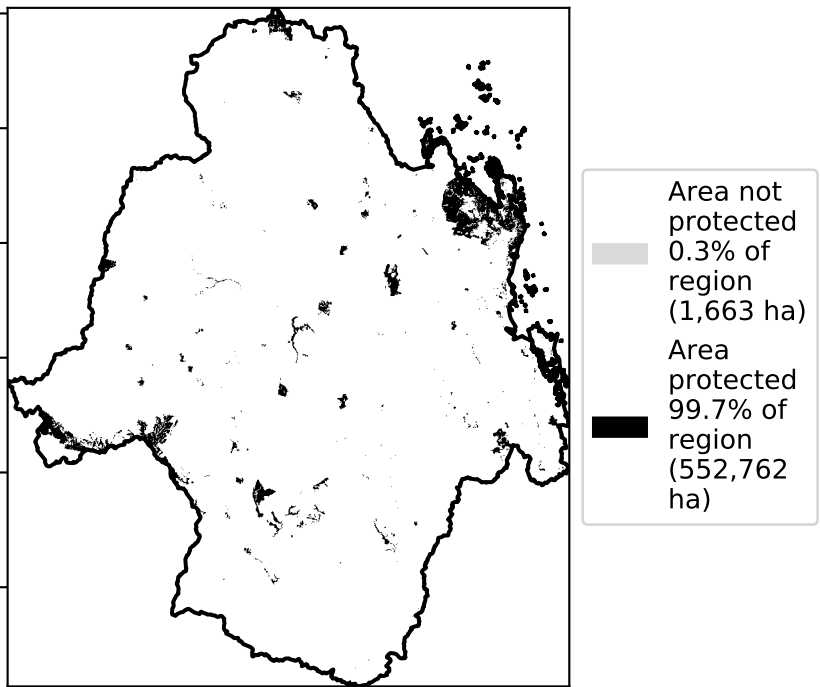 Area not
protected
0.3% of
region
(1,663 ha)
Area
protected
99.7% of
region
(552,762
ha)